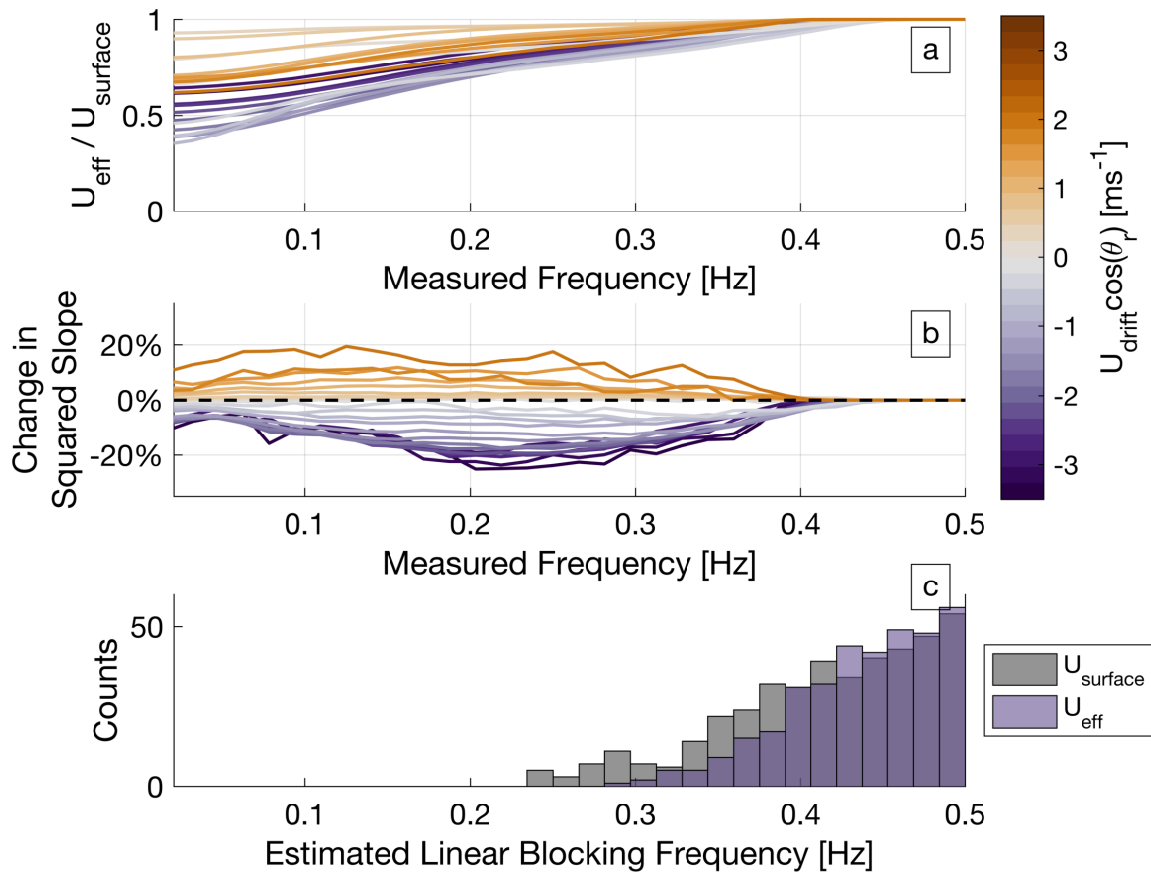 a
U_eff / U_surface
1
0.5
0
0.1 0.2 0.3 0.4 0.5
Measured Frequency [Hz]
b
Change in
Squared Slope
20%
0%
-20%
0.1 0.2 0.3 0.4 0.5
Measured Frequency [Hz]
c
Counts
50
0
0.1 0.2 0.3 0.4 0.5
Estimated Linear Blocking Frequency [Hz]
3
2
1
0
-1
-2
-3
U_drift cos(θ_r) [ms⁻¹]
U_surface
U_eff